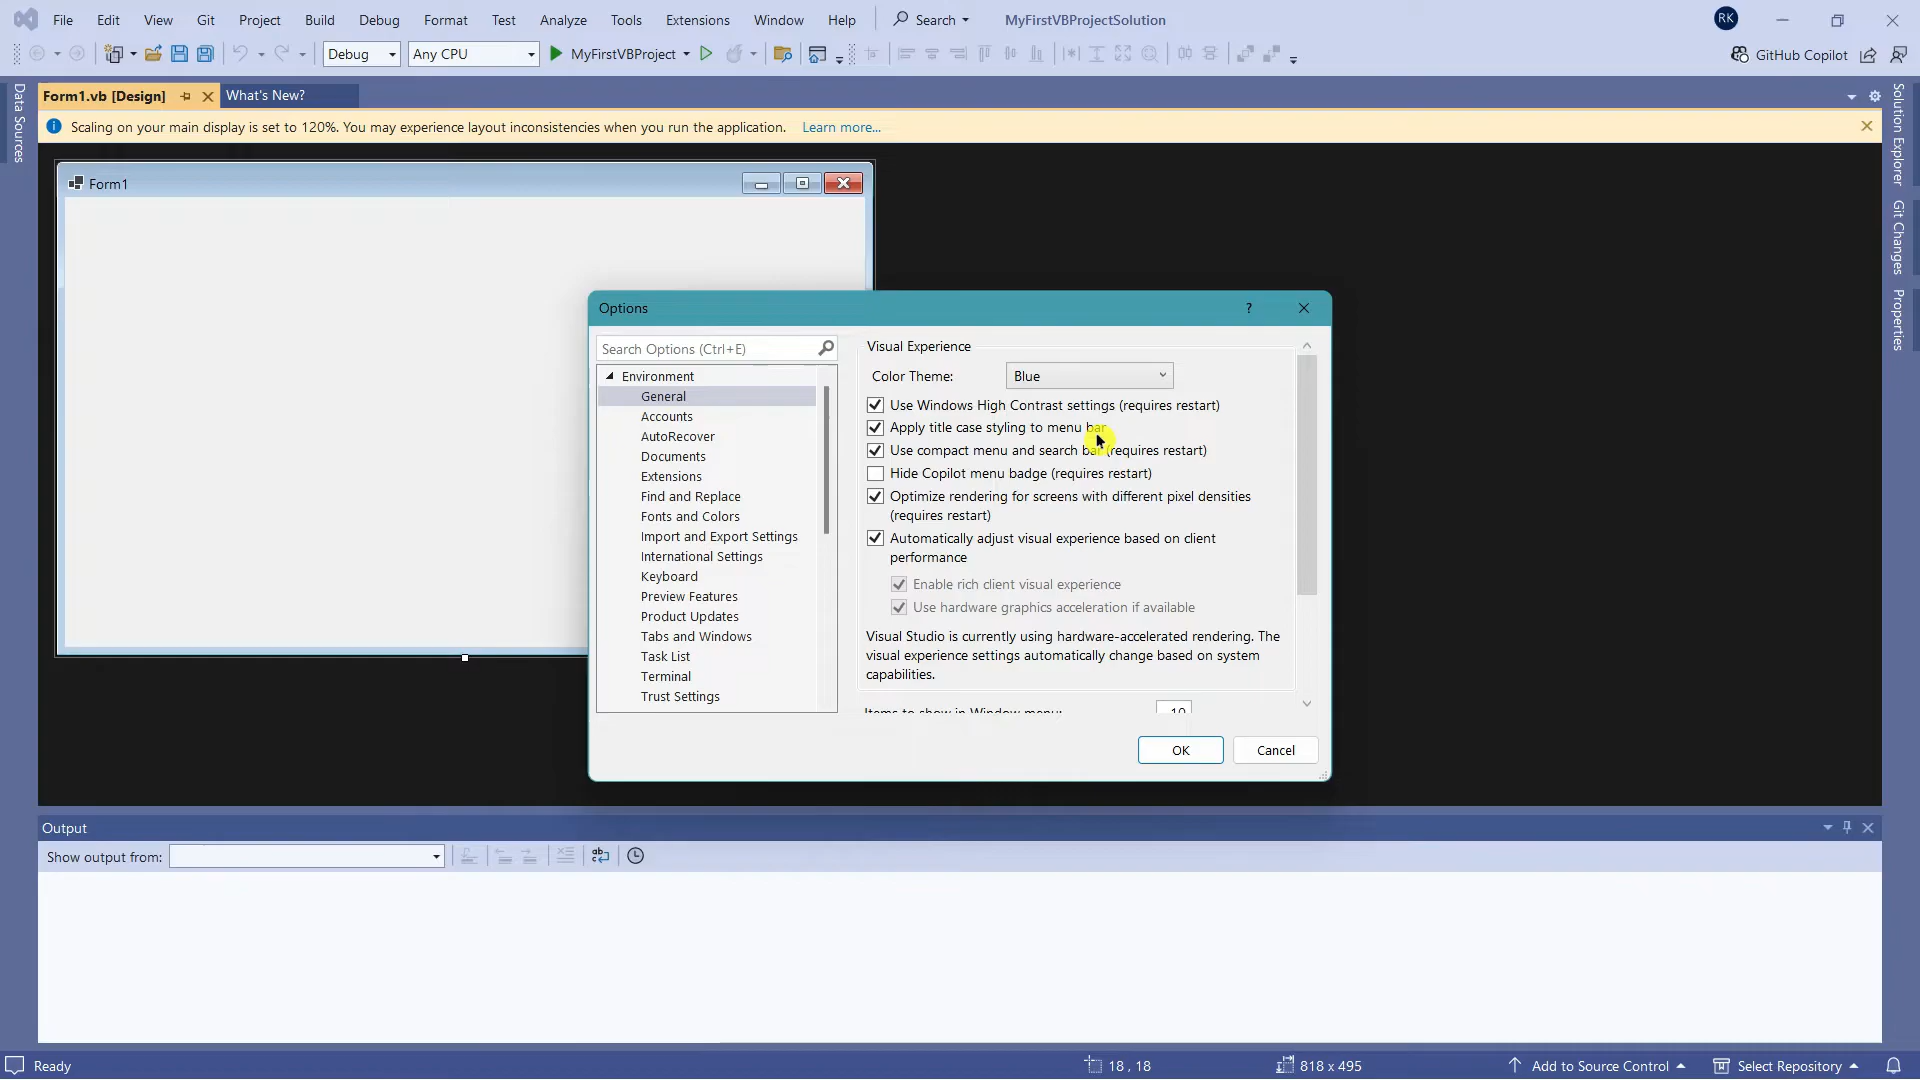 File Edit View Git Project Build Debug Format Test Analyze Tools Extensions Window Help Search MyFirstVBProjectSolution RK
Debug Any CPU MyFirstVBProject GitHub Copilot
Data Sources
Form1.vb [Design] What's New?
Scaling on your main display is set to 120%. You may experience layout inconsistencies when you run the application. Learn more...
Form1
Options ?
Search Options (Ctrl+E)
Environment
General
Accounts
AutoRecover
Documents
Extensions
Find and Replace
Fonts and Colors
Import and Export Settings
International Settings
Keyboard
Preview Features
Product Updates
Tabs and Windows
Task List
Terminal
Trust Settings
Visual Experience
Color Theme: Blue
Use Windows High Contrast settings (requires restart)
Apply title case styling to menu bar
Use compact menu and search bar (requires restart)
Hide Copilot menu badge (requires restart)
Optimize rendering for screens with different pixel densities
(requires restart)
Automatically adjust visual experience based on client
performance
Enable rich client visual experience
Use hardware graphics acceleration if available
Visual Studio is currently using hardware-accelerated rendering. The
visual experience settings automatically change based on system
capabilities.
Items to show in Window menu: 10
OK Cancel
Solution Explorer
Git Changes
Properties
Output
Show output from:
Ready 18 , 18 818 x 495 Add to Source Control Select Repository